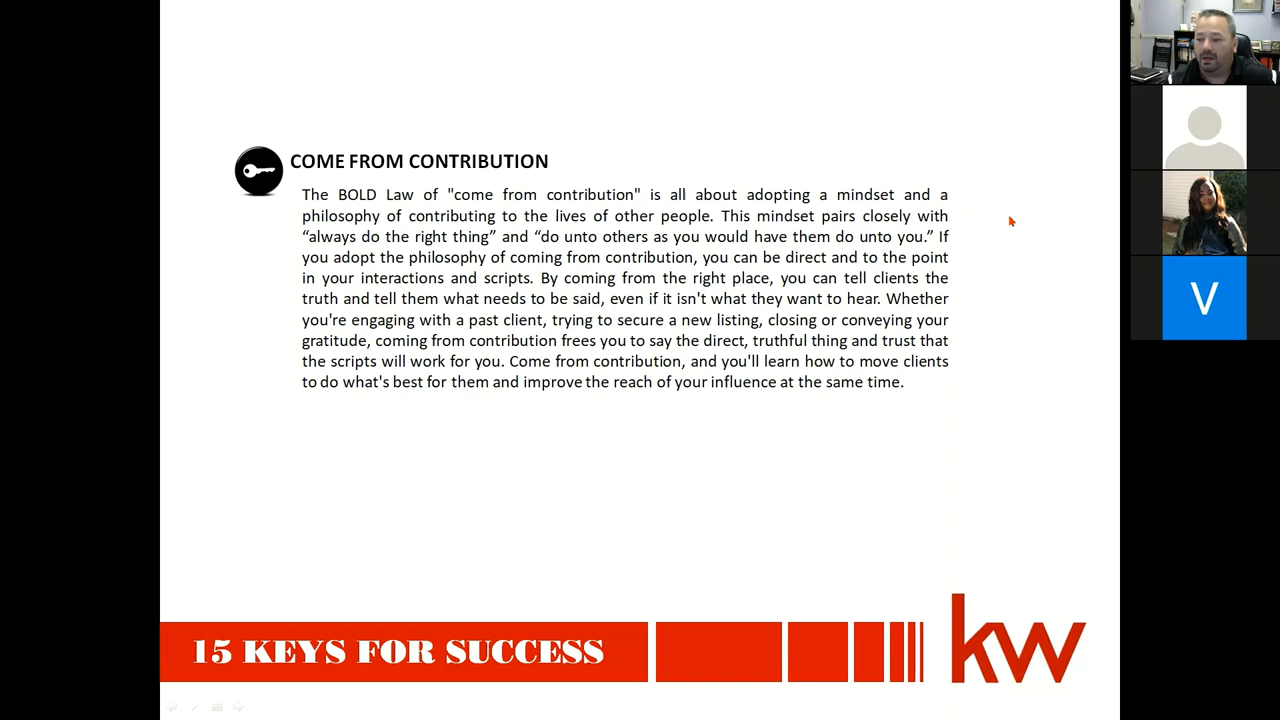 COME FROM CONTRIBUTION
The BOLD Law of "come from contribution" is all about adopting a mindset and a
philosophy of contributing to the lives of other people. This mindset pairs closely with
“always do the right thing” and “do unto others as you would have them do unto you.” If
you adopt the philosophy of coming from contribution, you can be direct and to the point
in your interactions and scripts. By coming from the right place, you can tell clients the
truth and tell them what needs to be said, even if it isn't what they want to hear. Whether
you're engaging with a past client, trying to secure a new listing, closing or conveying your
gratitude, coming from contribution frees you to say the direct, truthful thing and trust that
the scripts will work for you. Come from contribution, and you'll learn how to move clients
to do what's best for them and improve the reach of your influence at the same time.
15 KEYS FOR SUCCESS
kw
V